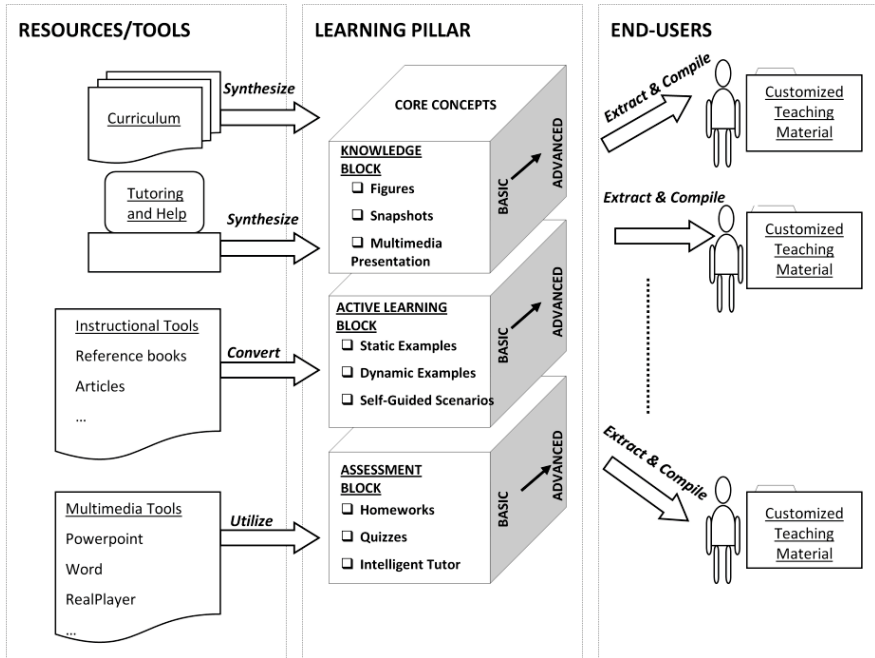 RESOURCES/TOOLS
Curriculum
Synthesize
Tutoring
and Help
Synthesize
Instructional Tools
Reference books
Articles
...
Convert
Multimedia Tools
Powerpoint
Word
RealPlayer
...
Utilize
LEARNING PILLAR
CORE CONCEPTS
KNOWLEDGE
BLOCK
❑ Figures
❑ Snapshots
❑ Multimedia
Presentation
BASIC
ADVANCED
ACTIVE LEARNING
BLOCK
❑ Static Examples
❑ Dynamic Examples
❑ Self-Guided Scenarios
BASIC
ADVANCED
ASSESSMENT
BLOCK
❑ Homeworks
❑ Quizzes
❑ Intelligent Tutor
BASIC
ADVANCED
END-USERS
Extract & Compile
Customized
Teaching
Material
Extract & Compile
Customized
Teaching
Material
Extract & Compile
Customized
Teaching
Material